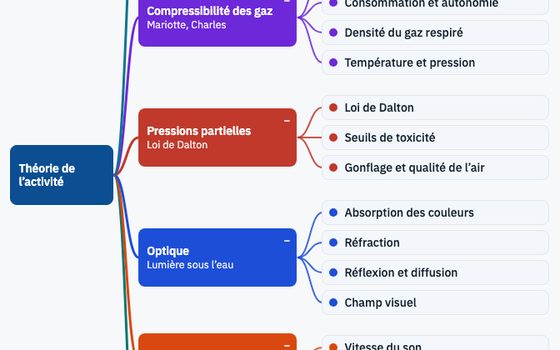 Consommation et autonomie
Compressibilité des gaz
Mariotte, Charles
Densité du gaz respiré
Température et pression
Loi de Dalton
Pressions partielles
Loi de Dalton
Seuils de toxicité
Gonflage et qualité de l'air
Théorie de
l'activité
Absorption des couleurs
Réfraction
Optique
Lumière sous l'eau
Réflexion et diffusion
Champ visuel
Vitesse du son